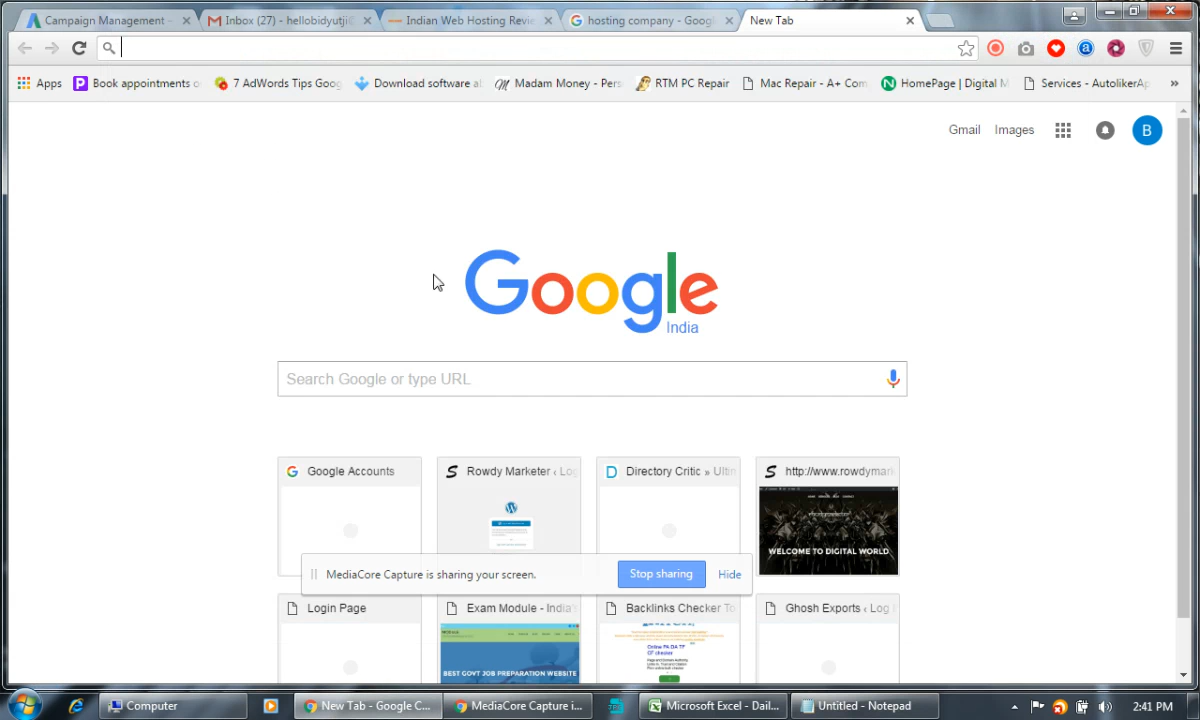 Campaign Management -
Inbox (27) - hellobidyutji@
Indian Web Hosting Revie
hosting company - Googl
New Tab
Apps
Book appointments o
7 AdWords Tips Goog
Download software al
Madam Money - Pers
RTM PC Repair
Mac Repair - A+ Com
HomePage | Digital M
Services - AutolikerAp
»
Gmail
Images
B
Google
India
Search Google or type URL
Google Accounts
Rowdy Marketer ‹ Log
Directory Critic » Ultim
http://www.rowdymark
WELCOME TO DIGITAL WORLD
MediaCore Capture is sharing your screen.
Stop sharing
Hide
Login Page
Exam Module - India's
Backlinks Checker To
Ghosh Exports ‹ Log I
BEST GOVT JOB PREPARATION WEBSITE
Online PA DA TF
CF checker
Computer
New Tab - Google C...
MediaCore Capture i...
Microsoft Excel - Dail...
Untitled - Notepad
2:41 PM